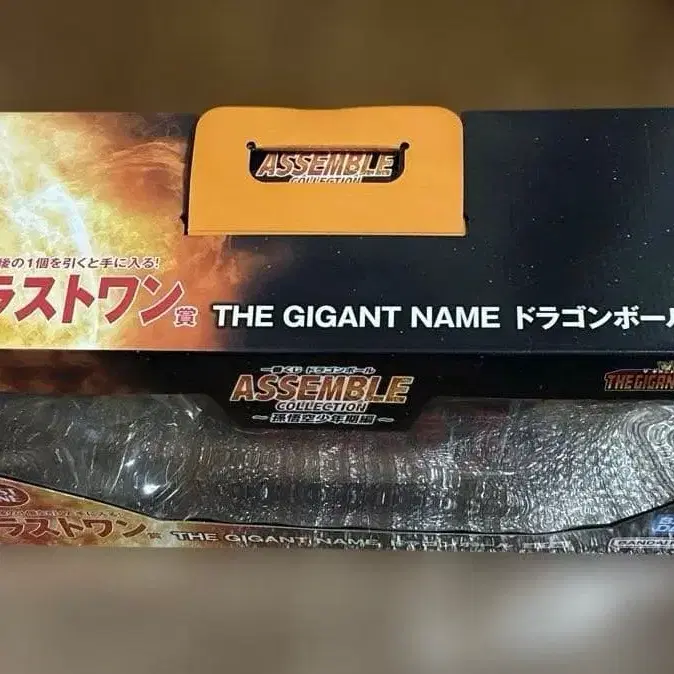 ASSEMBLE
COLLECTION
後の1個を引くと手に入る!
ラストワン賞 THE GIGANT NAME ドラゴンボール
一番くじ ドラゴンボール
ASSEMBLE
COLLECTION
~孫悟空少年期編~
THE GIGAN
ラストワン賞 THE GIGANT NAME
BAND